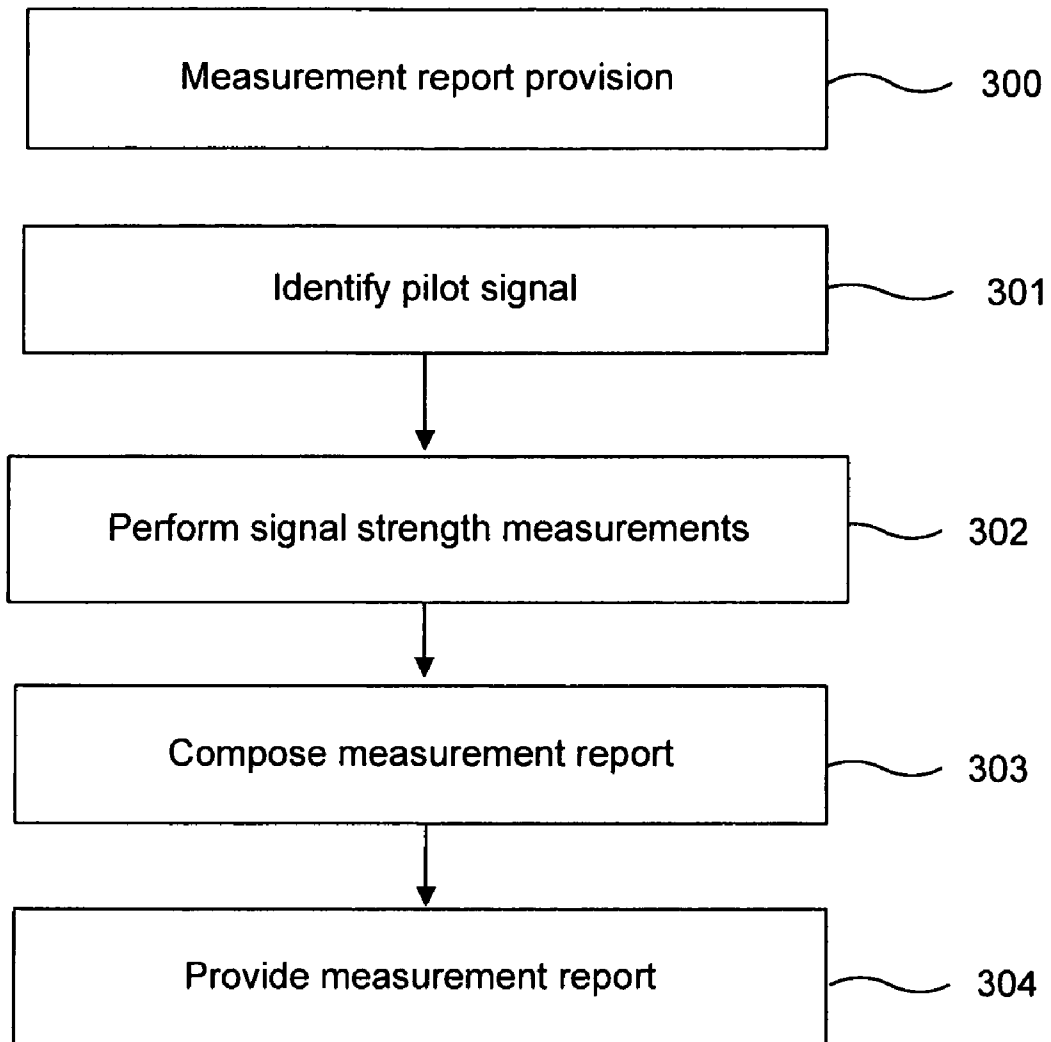 Measurement report provision 300
Identify pilot signal 301
Perform signal strength measurements 302
Compose measurement report 303
Provide measurement report 304